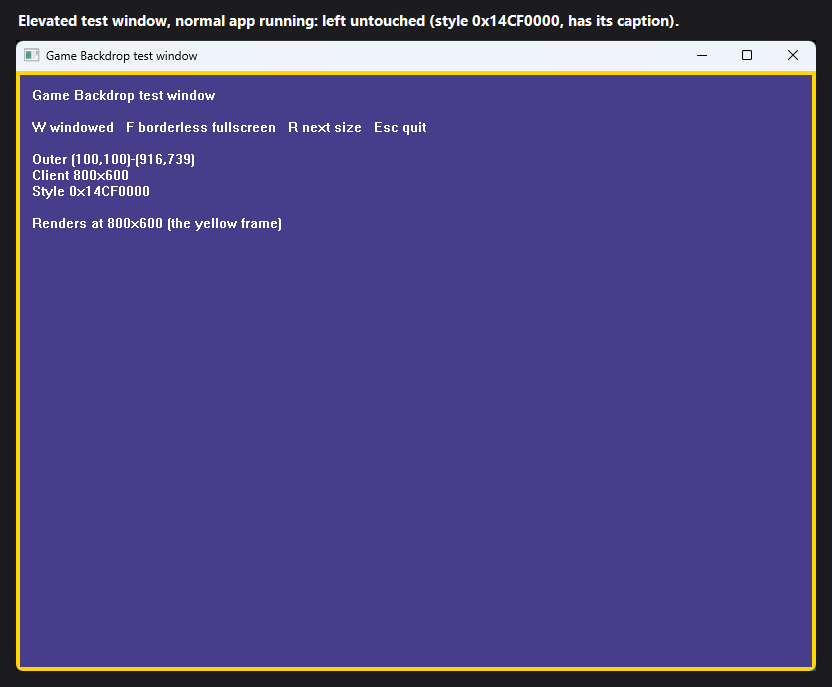 Elevated test window, normal app running: left untouched (style 0x14CF0000, has its caption).
Game Backdrop test window
Game Backdrop test window
W windowed   F borderless fullscreen   R next size   Esc quit
Outer (100,100)-(916,739)
Client 800x600
Style 0x14CF0000
Renders at 800x600 (the yellow frame)